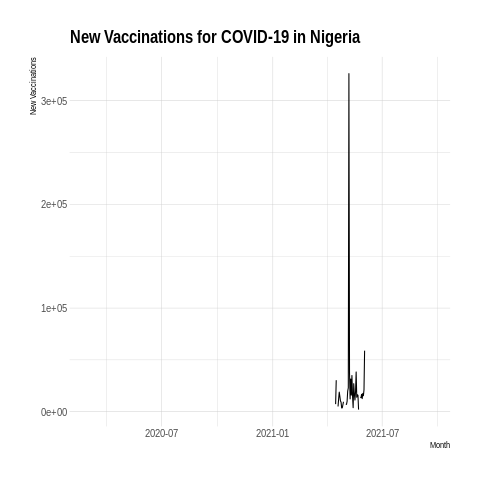 New Vaccinations for COVID-19 in Nigeria
New Vaccinations
3e+05
2e+05
1e+05
0e+00
2020-07 2021-01 2021-07
Month